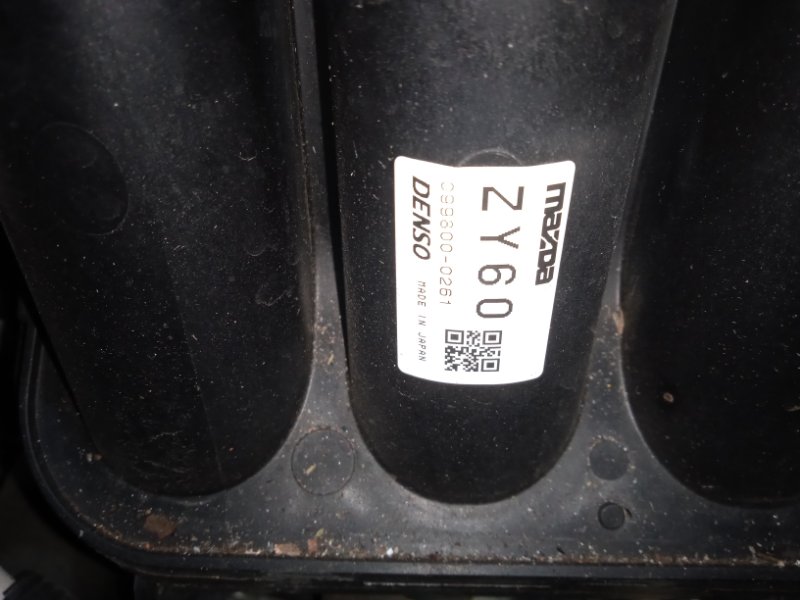 mazda
ZY60
099800-0261
DENSO MADE IN JAPAN